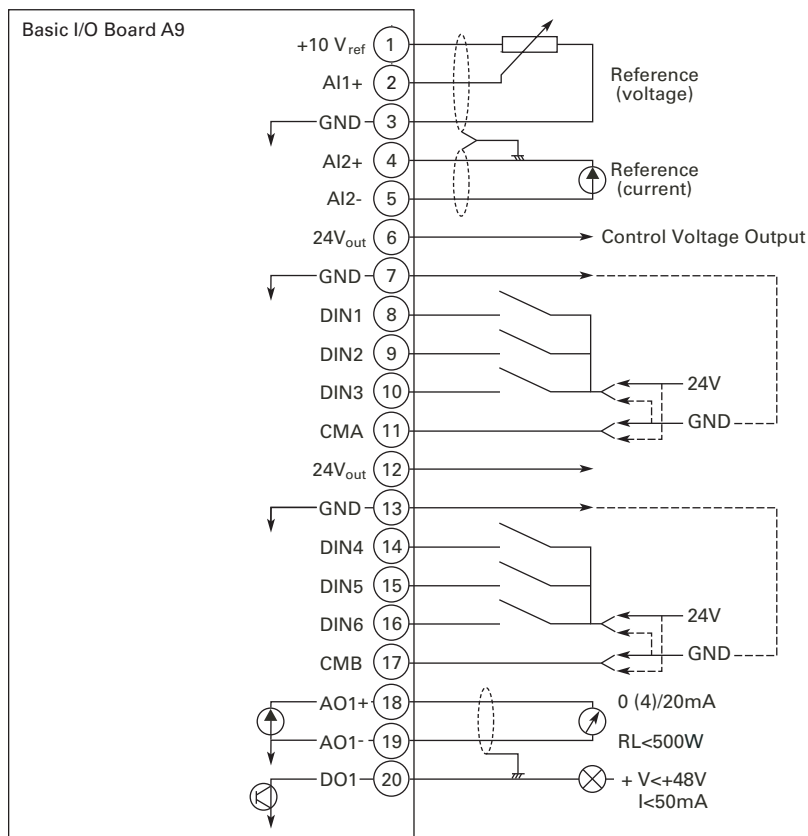 Basic I/O Board A9
+10 Vref 1
AI1+ 2
Reference
(voltage)
GND 3
AI2+ 4
Reference
(current)
AI2- 5
24Vout 6 Control Voltage Output
GND 7
DIN1 8
DIN2 9
DIN3 10
24V
GND
CMA 11
24Vout 12
GND 13
DIN4 14
DIN5 15
DIN6 16
24V
GND
CMB 17
AO1+ 18 0 (4)/20mA
AO1- 19 RL<500W
DO1 20 + V<+48V
I<50mA